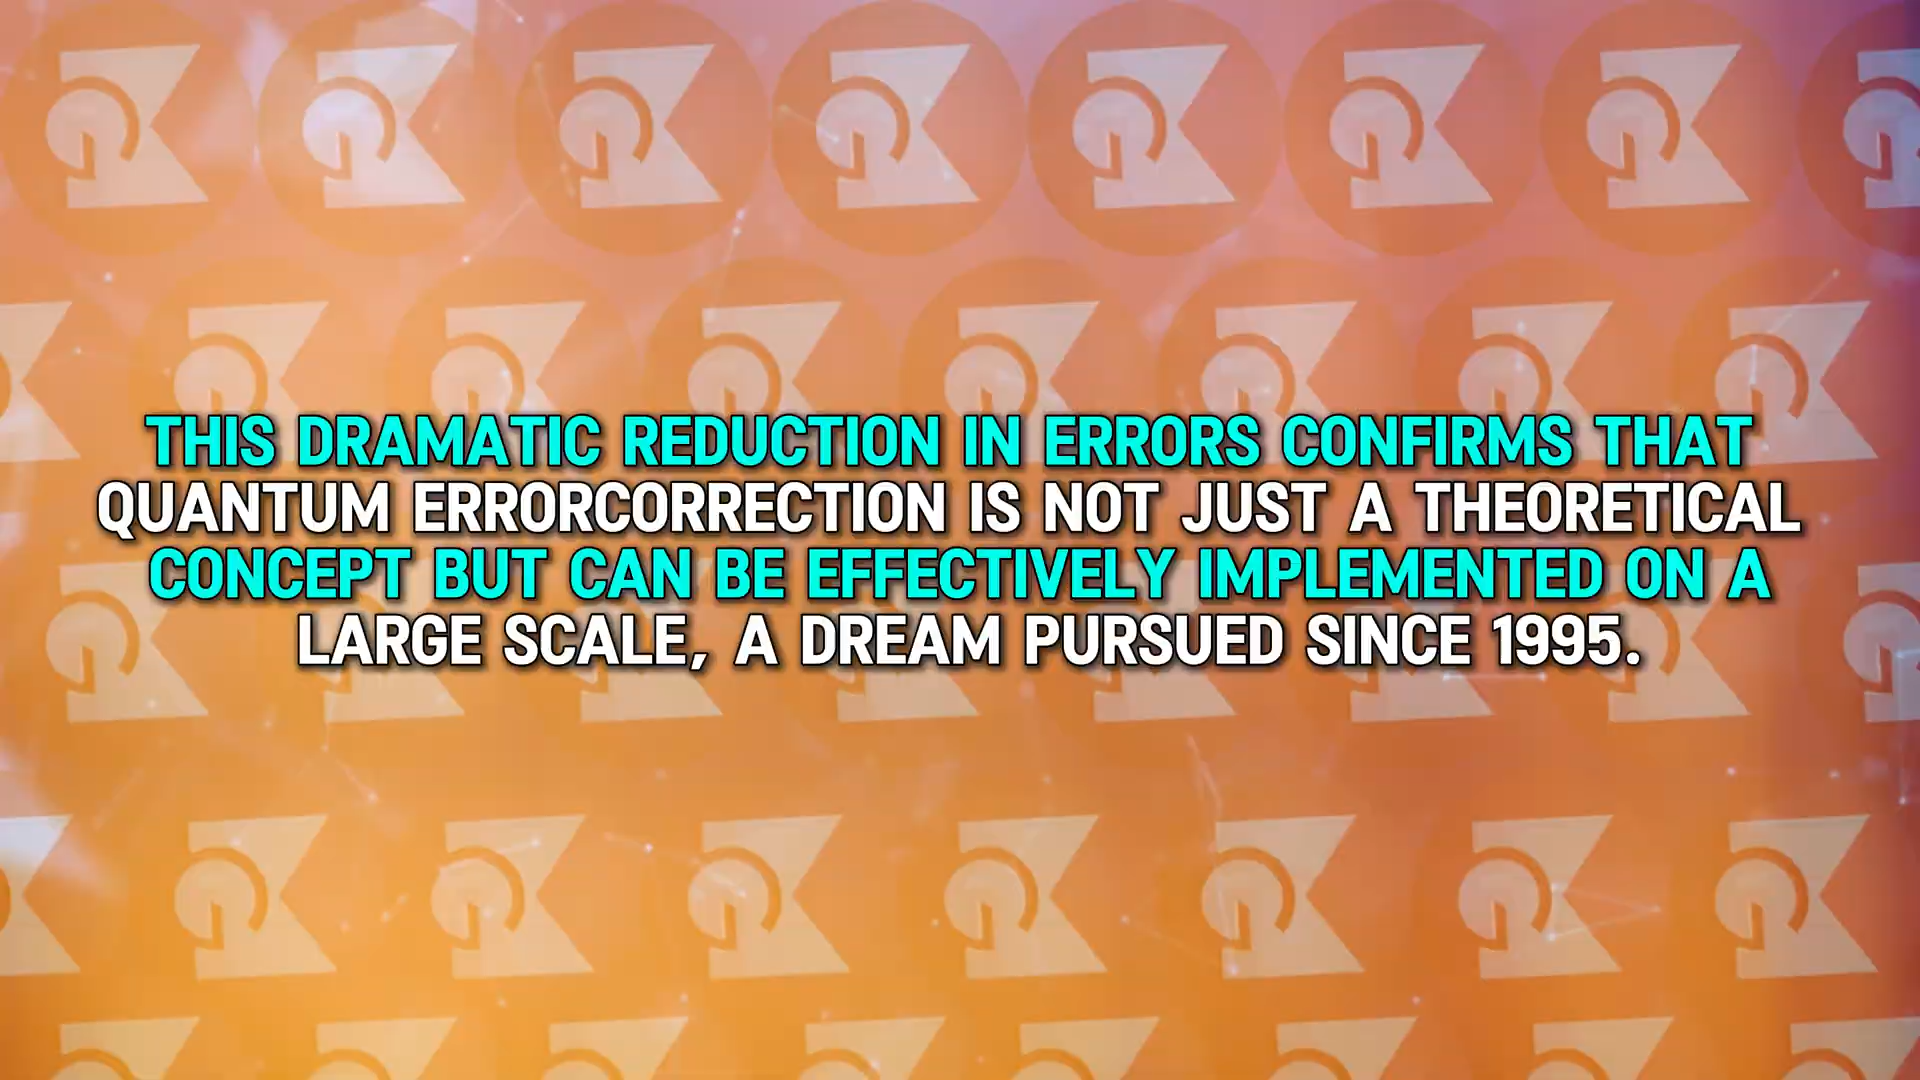 THIS DRAMATIC REDUCTION IN ERRORS CONFIRMS THAT
QUANTUM ERRORCORRECTION IS NOT JUST A THEORETICAL
CONCEPT BUT CAN BE EFFECTIVELY IMPLEMENTED ON A
LARGE SCALE, A DREAM PURSUED SINCE 1995.